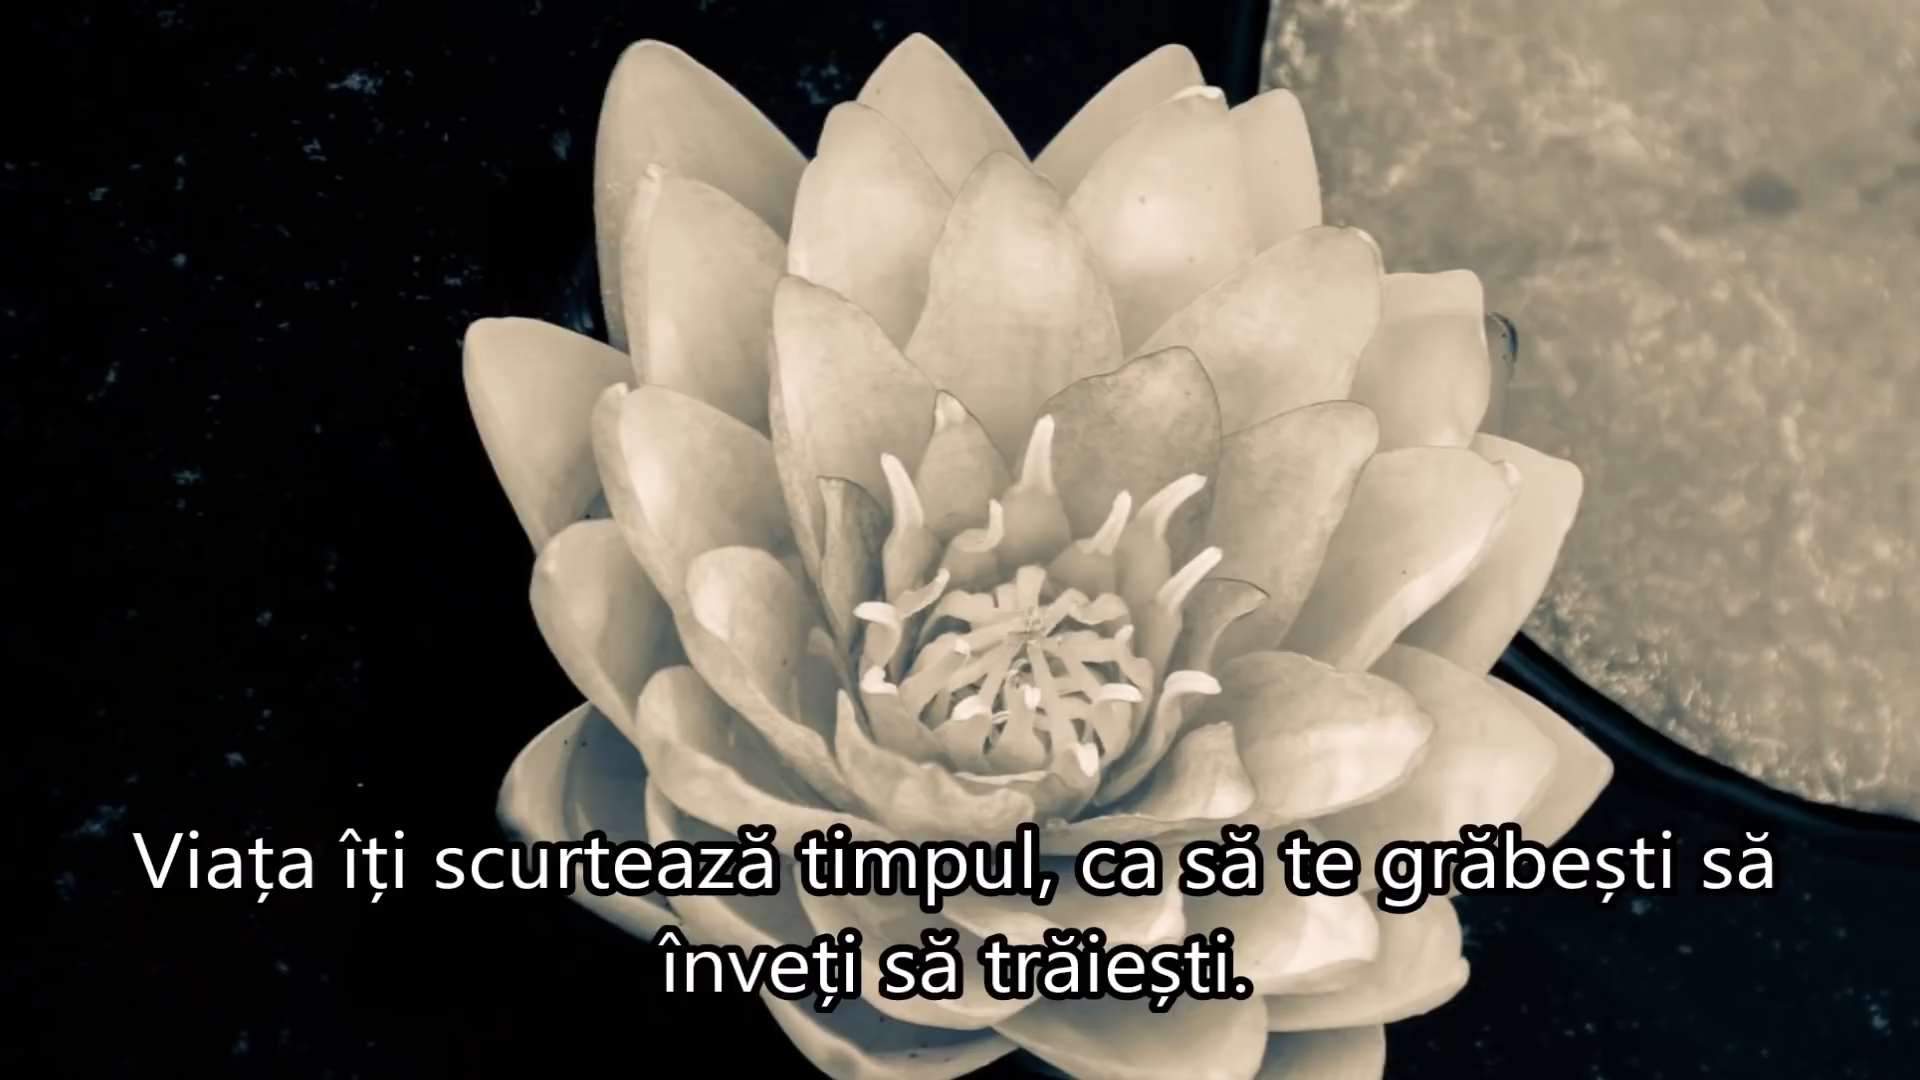 Viața îți scurtează timpul, ca să te grăbești să
înveți să trăiești.